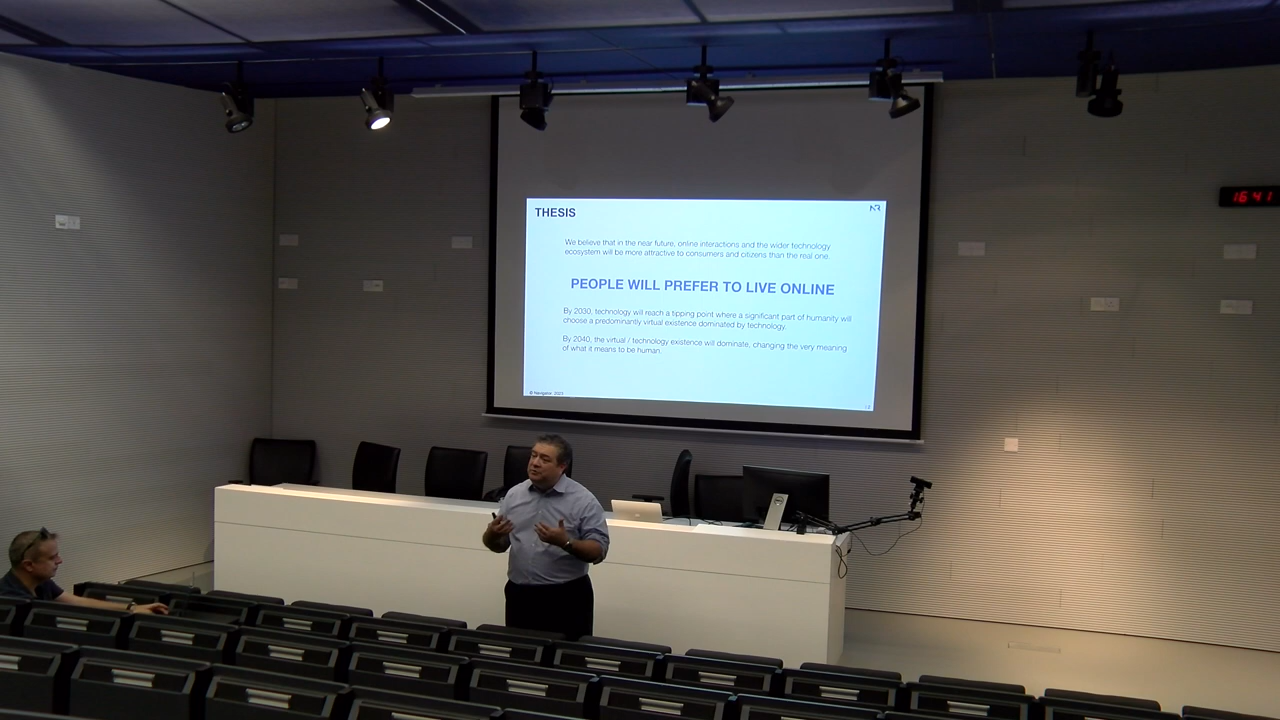 THESIS
NR
We believe that in the near future, online interactions and the wider technology
ecosystem will be more attractive to consumers and citizens than the real one.
PEOPLE WILL PREFER TO LIVE ONLINE
By 2030, technology will reach a tipping point where a significant part of humanity will
choose a predominantly virtual existence dominated by technology.
By 2040, the virtual / technology existence will dominate, changing the very meaning
of what it means to be human.
© Navigator, 2023
16:41